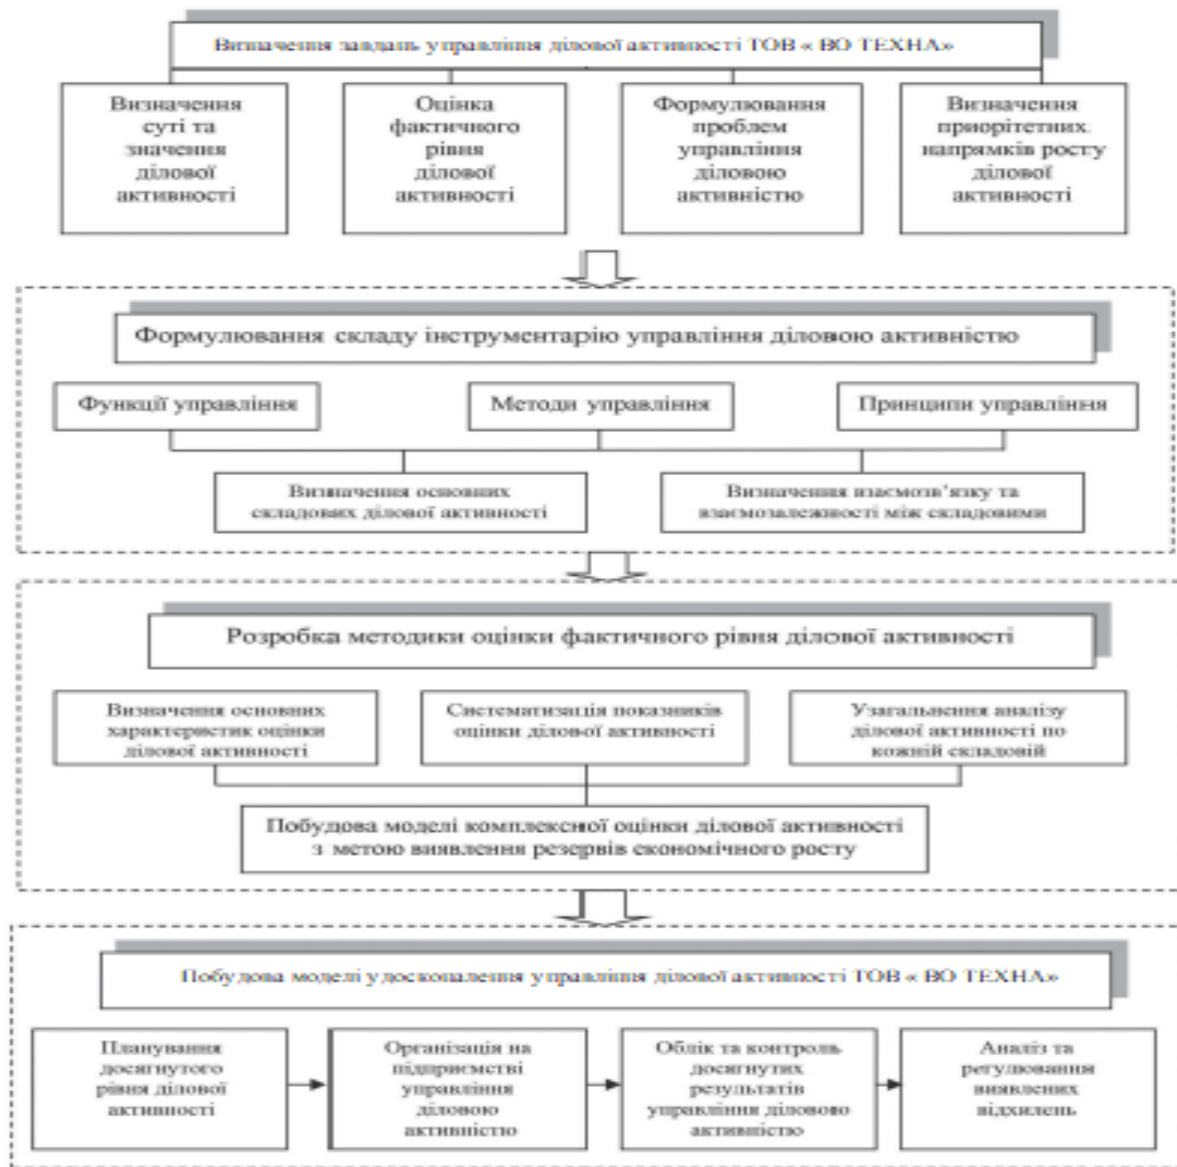 Визначення завдань управління ділової активності ТОВ « ВО ТЕХНА»
Визначення
суті та
значення
ділової
активності
Оцінка
фактичного
рівня
ділової
активності
Формулювання
проблем
управління
діловою
активністю
Визначення
приорітетних.
напрямків росту
ділової
активності
Формулювання складу інструментарію управління діловою активністю
Функції управління
Методи управління
Принципи управління
Визначення основних
складових ділової активності
Визначення взаємозв’язку та
взаємозалежності між складовими
Розробка методики оцінки фактичного рівня ділової активності
Визначення основних
характеристик оцінки
ділової активності
Систематизація показників
оцінки ділової активності
Узагальнення аналізу
ділової активності по
кожній складовій
Побудова моделі комплексної оцінки ділової активності
з метою виявлення резервів економічного росту
Побудова моделі удосконалення управління ділової активності ТОВ « ВО ТЕХНА»
Планування
досягнутого
рівня ділової
активності
Організація на
підприємстві
управління
діловою
активністю
Облік та контроль
досягнутих
результатів
управління діловою
активністю
Аналіз та
регулювання
виявлених
відхилень